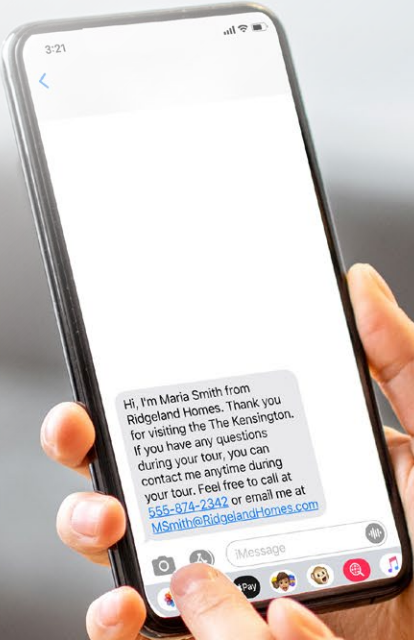 3:21
Hi, I'm Maria Smith from
Ridgeland Homes. Thank you
for visiting the The Kensington.
If you have any questions
during your tour, you can
contact me anytime during
your tour. Feel free to call at
555-874-2342 or email me at
MSmith@RidgelandHomes.com
iMessage
Pay